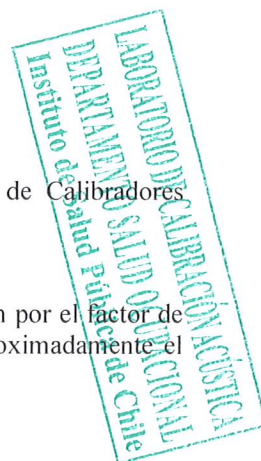 de Calibradores
n por el factor de
oximadamente el
LABORATORIO DE CALIBRACIÓN ACÚSTICA
DEPARTAMENTO SALUD OCUPACIONAL
Instituto de Salud Pública de Chile